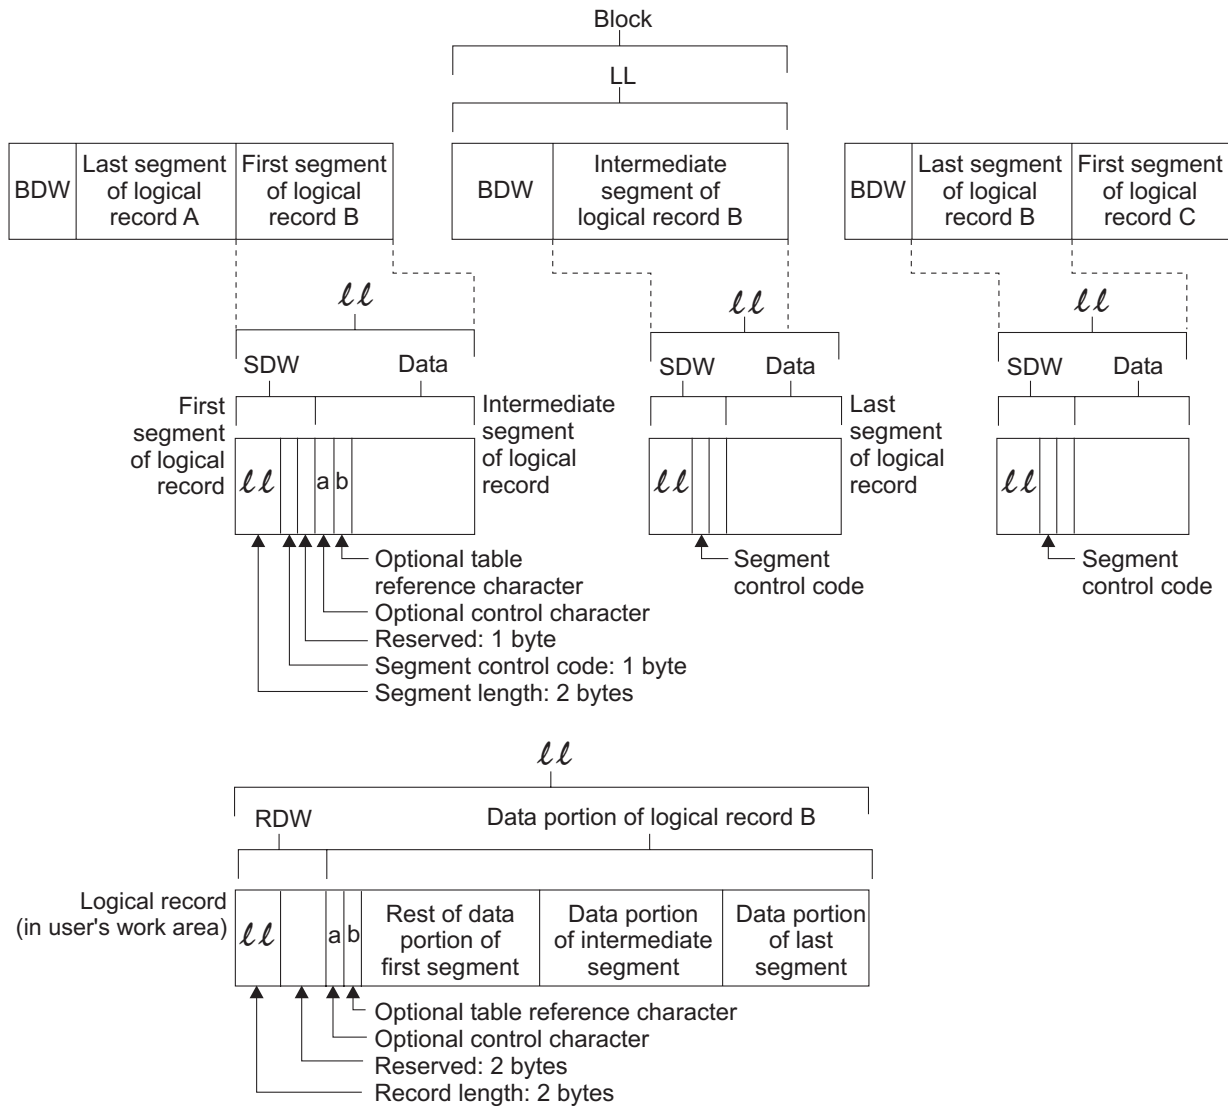 Block
LL
BDW
Last segment
of logical
record A
First segment
of logical
record B
BDW
Intermediate
segment of
logical record B
BDW
Last segment
of logical
record B
First segment
of logical
record C
ℓℓ
SDW
Data
First
segment
of logical
record
ℓℓ
a
b
Optional table
reference character
Optional control character
Reserved: 1 byte
Segment control code: 1 byte
Segment length: 2 bytes
ℓℓ
SDW
Data
Intermediate
segment
of logical
record
ℓℓ
Segment
control code
ℓℓ
SDW
Data
Last
segment
of logical
record
ℓℓ
Segment
control code
ℓℓ
RDW
Data portion of logical record B
Logical record
(in user's work area)
ℓℓ
a
b
Rest of data
portion of
first segment
Data portion
of intermediate
segment
Data portion
of last
segment
Optional table reference character
Optional control character
Reserved: 2 bytes
Record length: 2 bytes